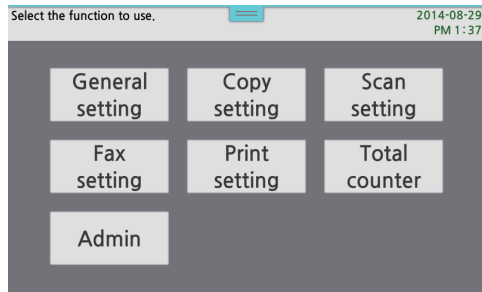 Select the function to use.
2014-08-29
PM 1:37
General
setting
Copy
setting
Scan
setting
Fax
setting
Print
setting
Total
counter
Admin